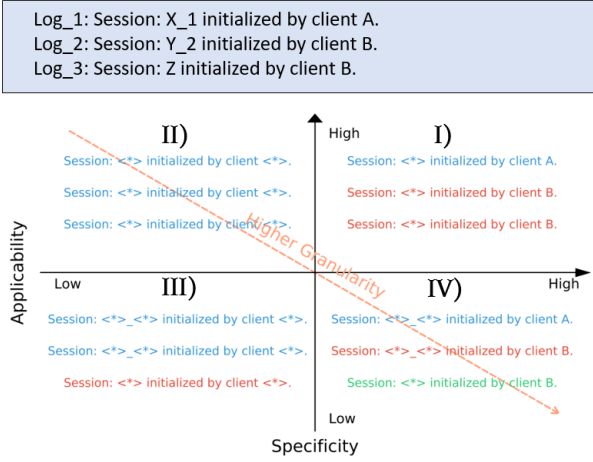 Log_1: Session: X_1 initialized by client A.
Log_2: Session: Y_2 initialized by client B.
Log_3: Session: Z initialized by client B.
II)
High
I)
Session: <*> initialized by client <*>.
Session: <*> initialized by client A.
Session: <*> initialized by client <*>.
Session: <*> initialized by client B.
Session: <*> initialized by client <*>.
Session: <*> initialized by client B.
Higher Granularity
Applicability
Low
III)
IV)
High
Session: <*>_<*> initialized by client <*>.
Session: <*>_<*> initialized by client A.
Session: <*>_<*> initialized by client <*>.
Session: <*>_<*> initialized by client B.
Session: <*> initialized by client <*>.
Session: <*> initialized by client B.
Low
Specificity